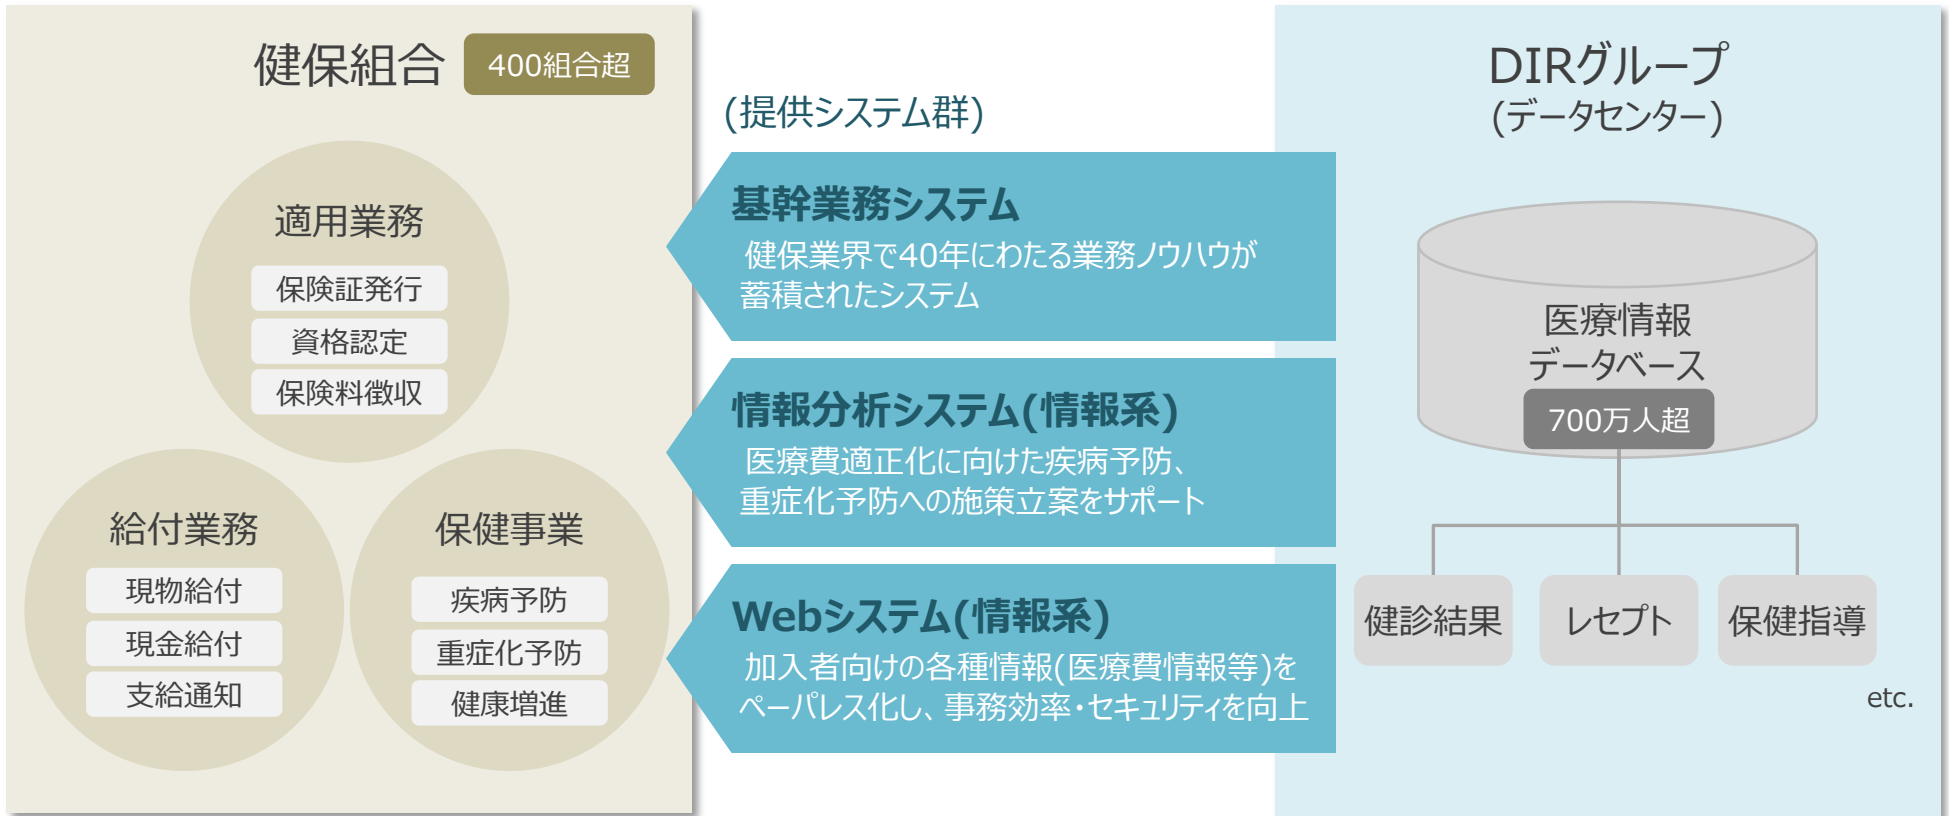 健保組合
400組合超
適用業務
保険証発行
資格認定
保険料徴収
給付業務
現物給付
現金給付
支給通知
保健事業
疾病予防
重症化予防
健康増進
(提供システム群)
基幹業務システム
健保業界で40年にわたる業務ノウハウが
蓄積されたシステム
情報分析システム(情報系)
医療費適正化に向けた疾病予防、
重症化予防への施策立案をサポート
Webシステム(情報系)
加入者向けの各種情報(医療費情報等)を
ペーパレス化し、事務効率・セキュリティを向上
DIRグループ
(データセンター)
医療情報
データベース
700万人超
健診結果
レセプト
保健指導
etc.